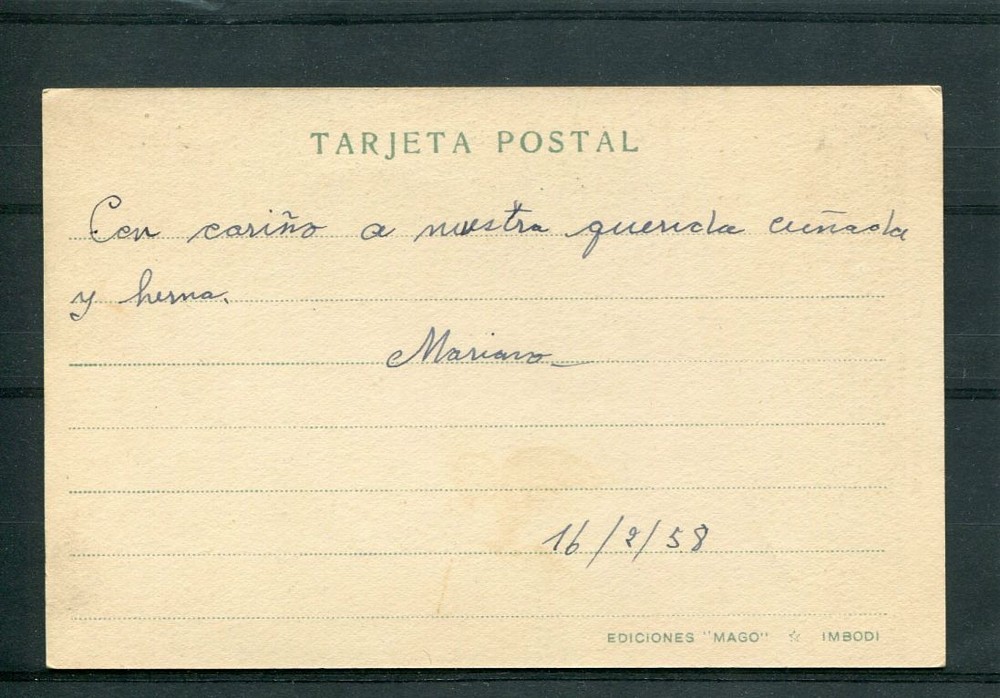 TARJETA POSTAL
Con cariño a nuestra querida cuñada
y herma.
Mariano
16/2/58
EDICIONES "MAGO" ☆ IMBODI